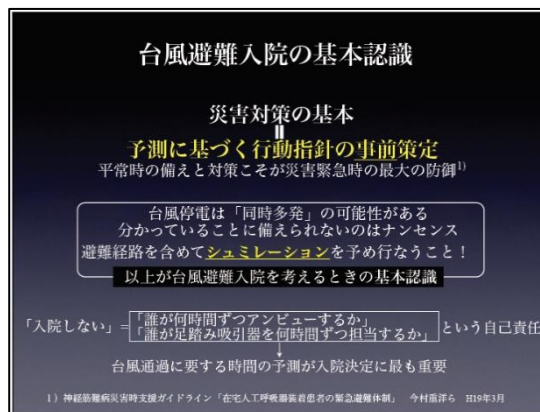 台風避難入院の基本認識
災害対策の基本
＝
予測に基づく行動指針の事前策定
平常時の備えと対策こそが災害緊急時の最大の防御1)
台風停電は「同時多発」の可能性がある
分かっていることに備えられないのはナンセンス
避難経路を含めてシュミレーションを予め行なうこと！
以上が台風避難入院を考えるときの基本認識
「入院しない」=「誰が何時間ずつアンビューするか」
「誰が足踏み吸引器を何時間ずつ担当するか」という自己責任
台風通過に要する時間の予測が入院決定に最も重要
1）神経筋難病災害時支援ガイドライン「在宅人工呼吸器装着患者の緊急避難体制」 今村重洋ら H19年3月